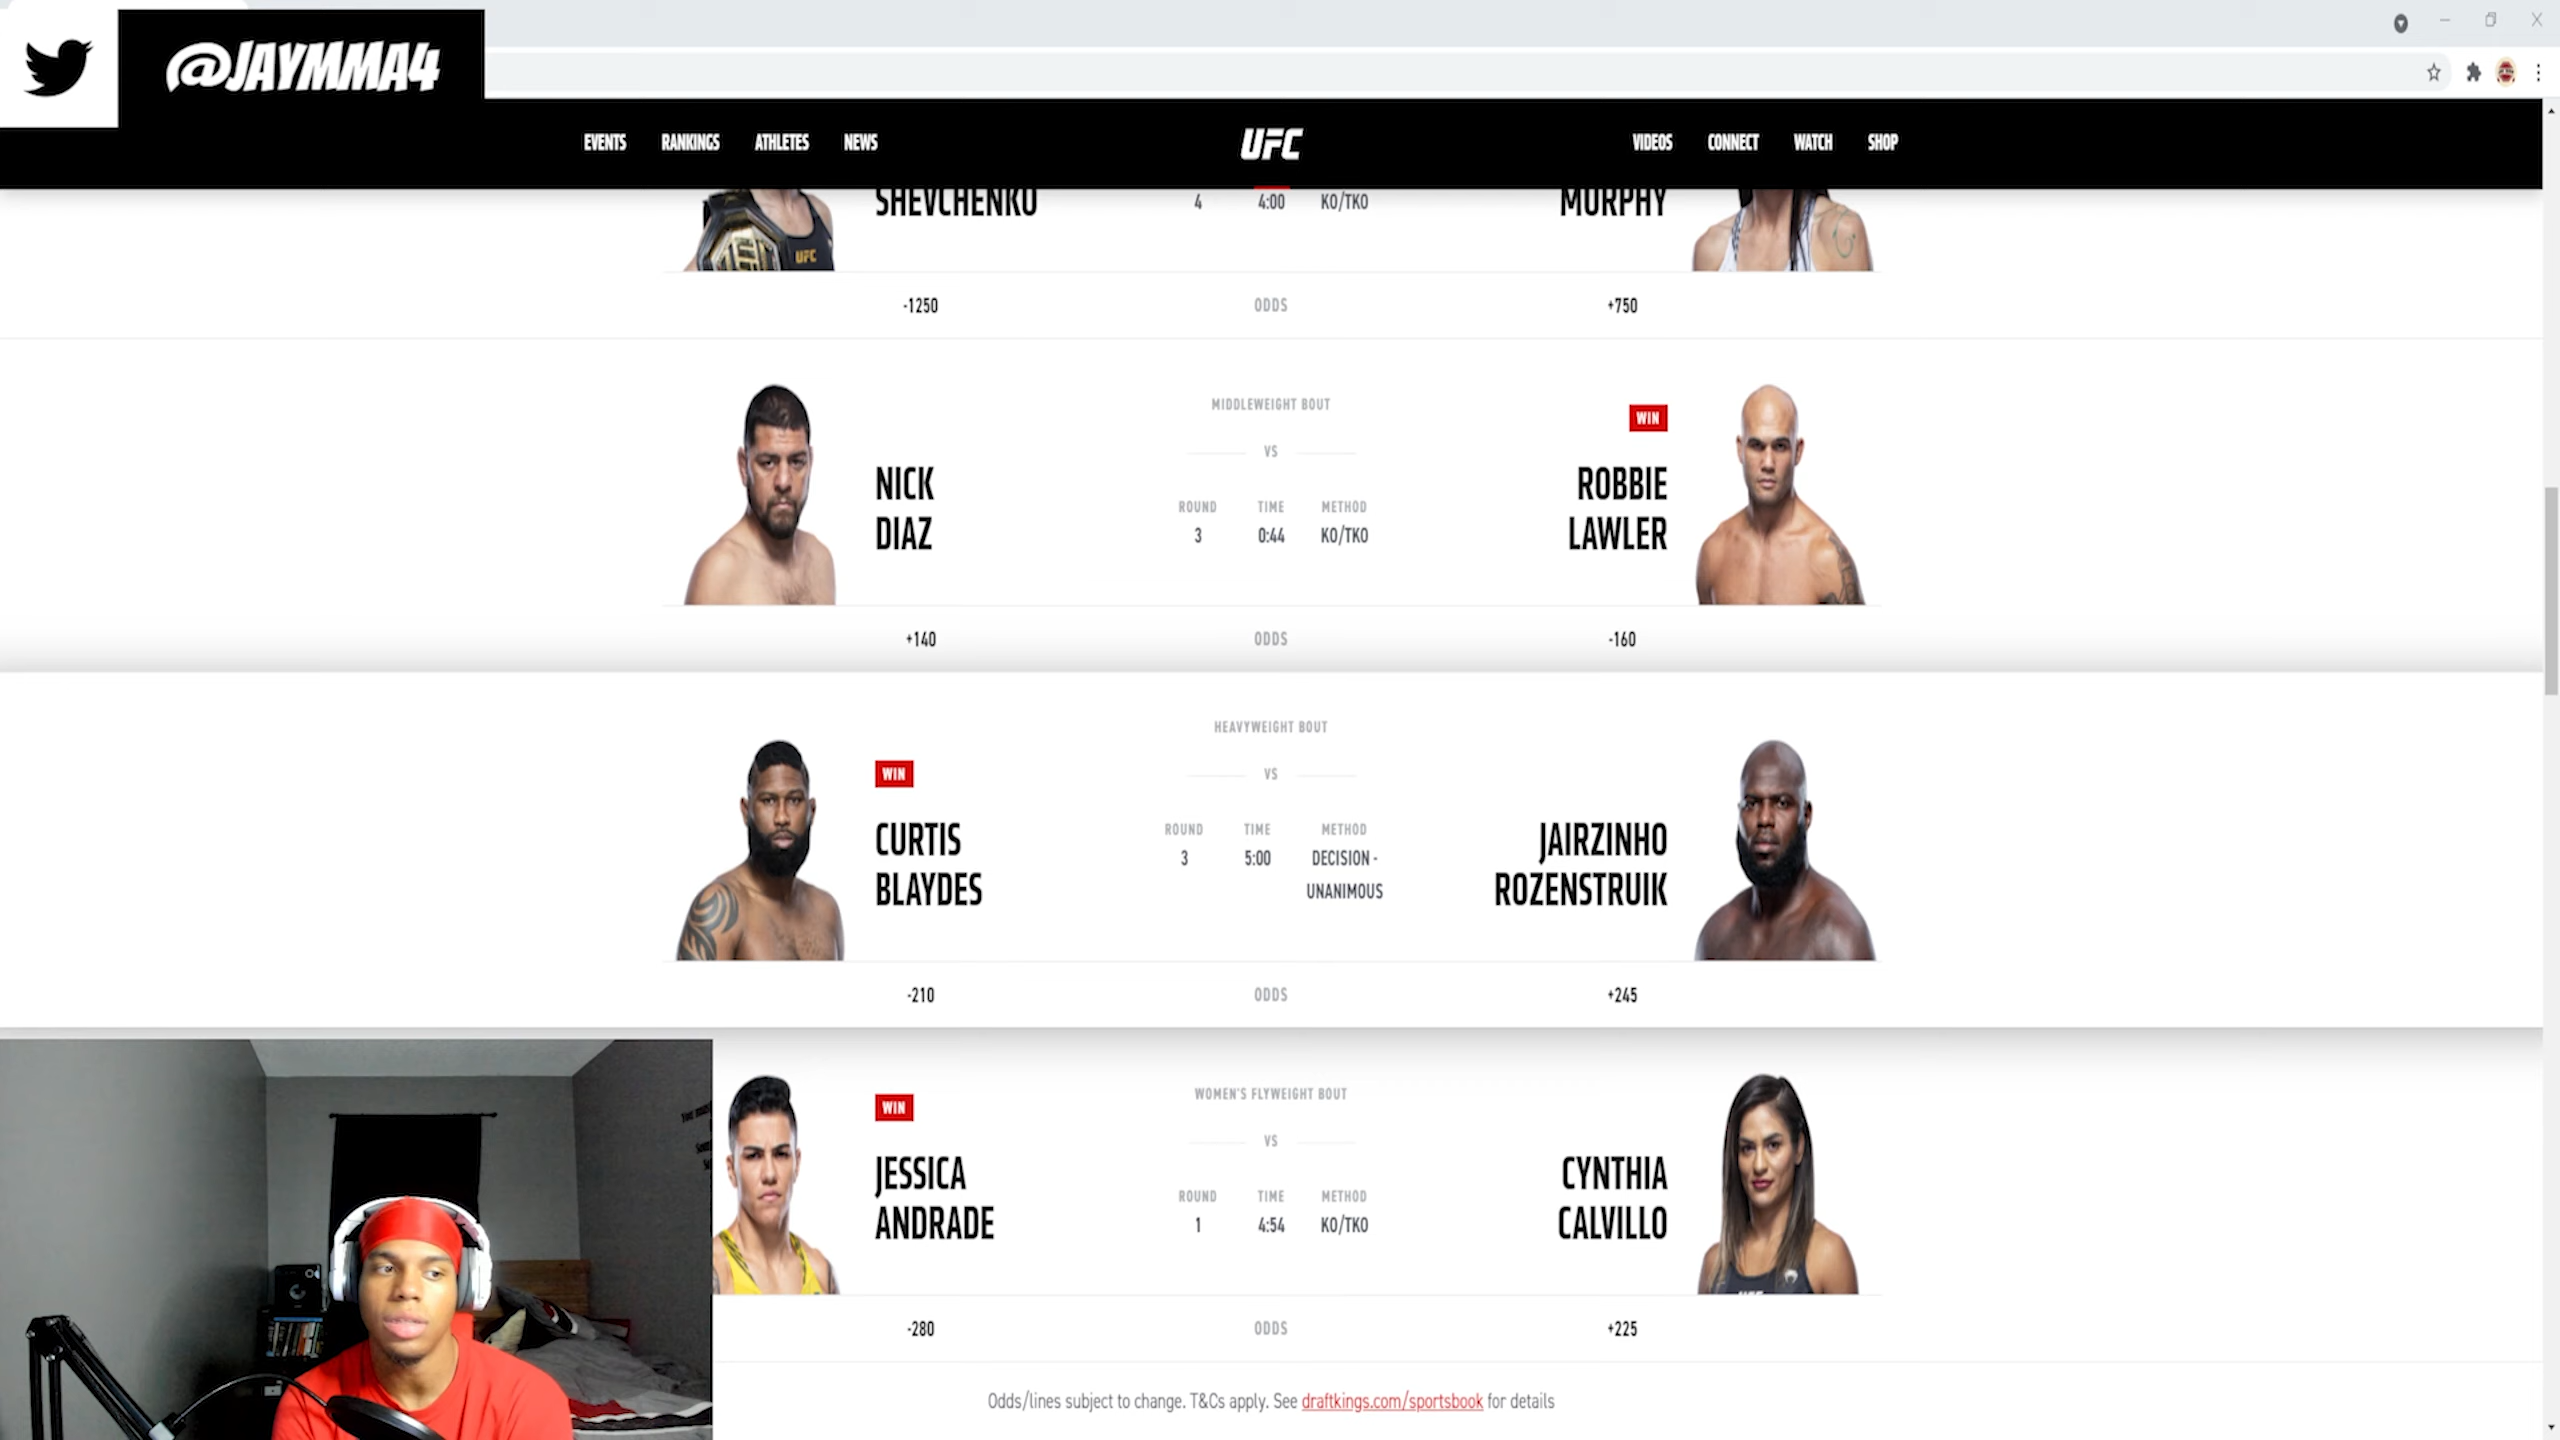 @JAYMMA4
EVENTS RANKINGS ATHLETES NEWS UFC VIDEOS CONNECT WATCH SHOP
SHEVCHENKO 4 4:00 KO/TKO MURPHY
UFC
-1250 ODDS +750
MIDDLEWEIGHT BOUT
WIN
VS
NICK ROBBIE
ROUND TIME METHOD
DIAZ 3 0:44 KO/TKO LAWLER
+140 ODDS -160
HEAVYWEIGHT BOUT
WIN VS
CURTIS ROUND TIME METHOD JAIRZINHO
3 5:00 DECISION -
BLAYDES UNANIMOUS ROZENSTRUIK
-210 ODDS +245
WOMEN'S FLYWEIGHT BOUT
WIN
VS
JESSICA CYNTHIA
ROUND TIME METHOD
ANDRADE 1 4:54 KO/TKO CALVILLO
-280 ODDS +225
Odds/lines subject to change. T&Cs apply. See draftkings.com/sportsbook for details